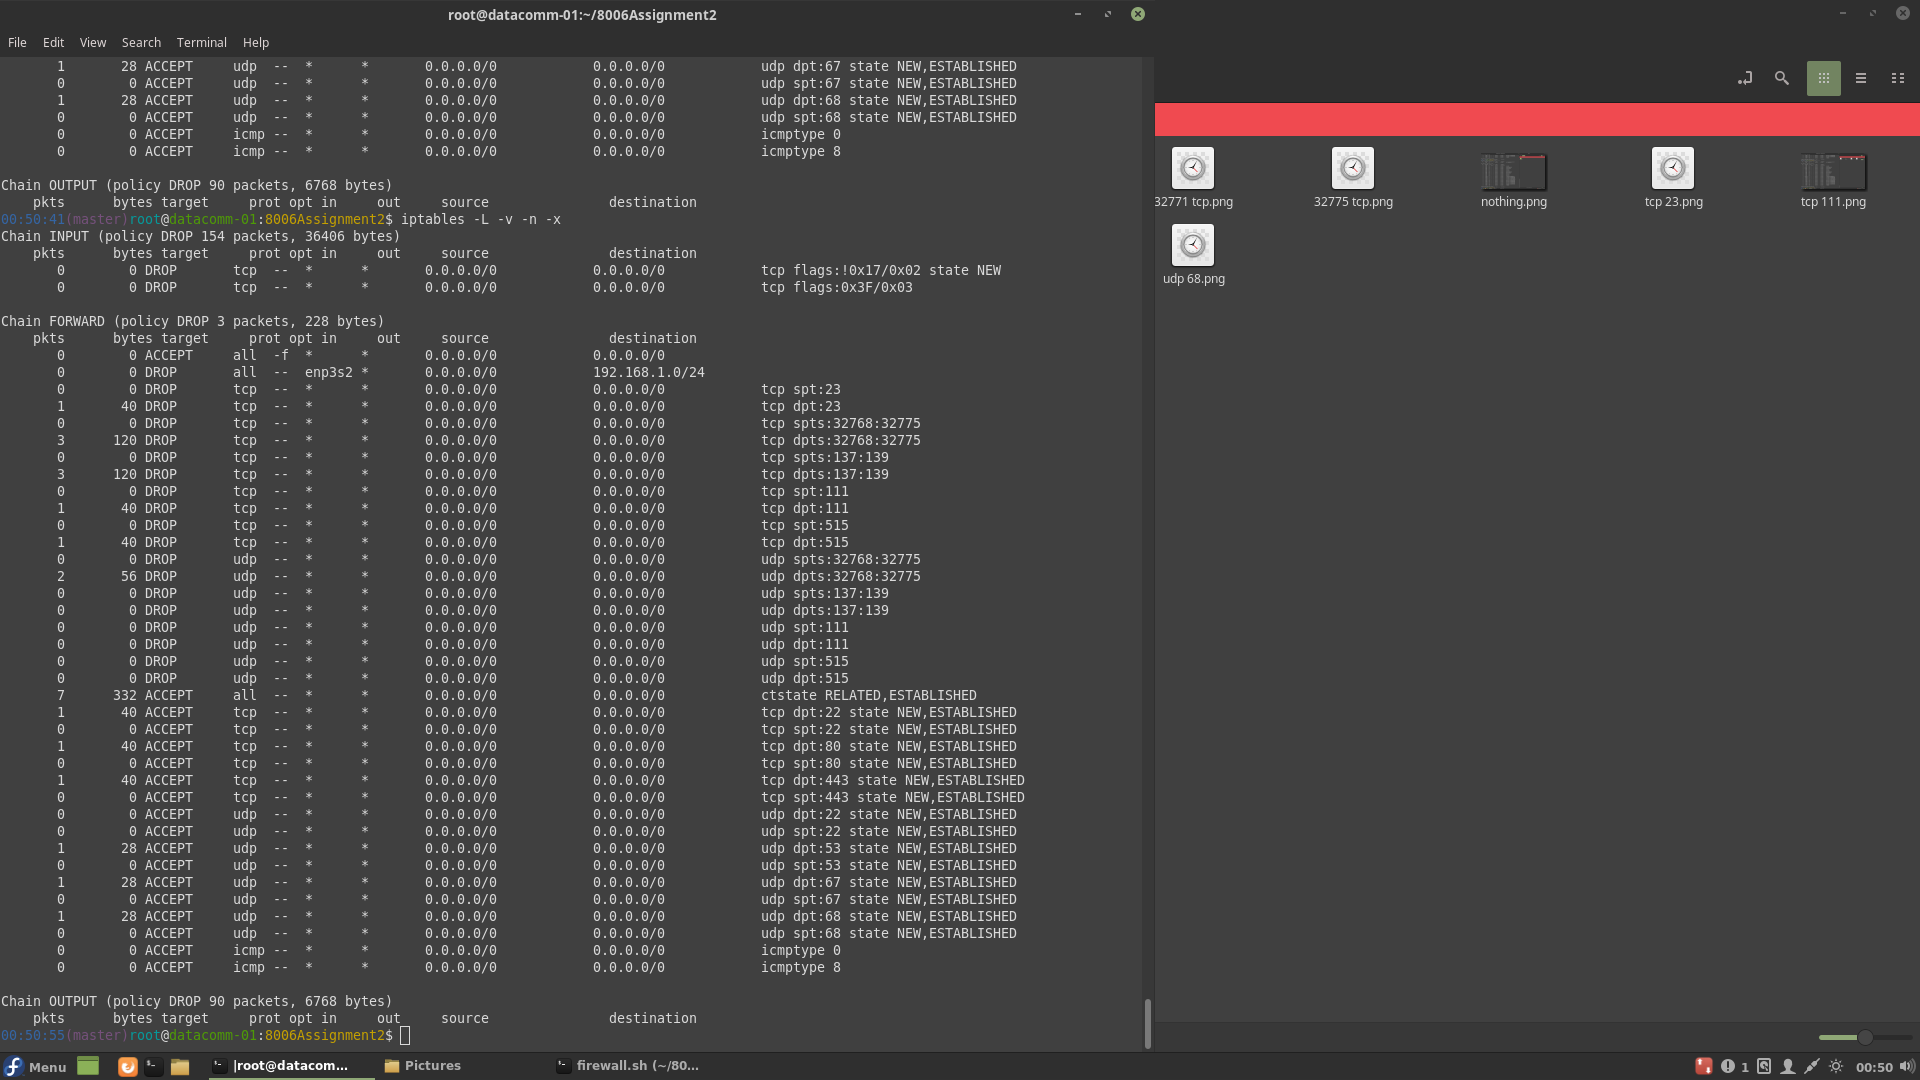 root@datacomm-01:~/8006Assignment2
File Edit View Search Terminal Help
1 28 ACCEPT udp -- * * 0.0.0.0/0 0.0.0.0/0 udp dpt:67 state NEW,ESTABLISHED
0 0 ACCEPT udp -- * * 0.0.0.0/0 0.0.0.0/0 udp spt:67 state NEW,ESTABLISHED
1 28 ACCEPT udp -- * * 0.0.0.0/0 0.0.0.0/0 udp dpt:68 state NEW,ESTABLISHED
0 0 ACCEPT udp -- * * 0.0.0.0/0 0.0.0.0/0 udp spt:68 state NEW,ESTABLISHED
0 0 ACCEPT icmp -- * * 0.0.0.0/0 0.0.0.0/0 icmptype 0
0 0 ACCEPT icmp -- * * 0.0.0.0/0 0.0.0.0/0 icmptype 8
Chain OUTPUT (policy DROP 90 packets, 6768 bytes)
pkts bytes target prot opt in out source destination
00:50:41(master)root@datacomm-01:8006Assignment2$ iptables -L -v -n -x
Chain INPUT (policy DROP 154 packets, 36406 bytes)
pkts bytes target prot opt in out source destination
0 0 DROP tcp -- * * 0.0.0.0/0 0.0.0.0/0 tcp flags:!0x17/0x02 state NEW
0 0 DROP tcp -- * * 0.0.0.0/0 0.0.0.0/0 tcp flags:0x3F/0x03
Chain FORWARD (policy DROP 3 packets, 228 bytes)
pkts bytes target prot opt in out source destination
0 0 ACCEPT all -f * * 0.0.0.0/0 0.0.0.0/0
0 0 DROP all -- enp3s2 * 0.0.0.0/0 192.168.1.0/24
0 0 DROP tcp -- * * 0.0.0.0/0 0.0.0.0/0 tcp spt:23
1 40 DROP tcp -- * * 0.0.0.0/0 0.0.0.0/0 tcp dpt:23
0 0 DROP tcp -- * * 0.0.0.0/0 0.0.0.0/0 tcp spts:32768:32775
3 120 DROP tcp -- * * 0.0.0.0/0 0.0.0.0/0 tcp dpts:32768:32775
0 0 DROP tcp -- * * 0.0.0.0/0 0.0.0.0/0 tcp spts:137:139
3 120 DROP tcp -- * * 0.0.0.0/0 0.0.0.0/0 tcp dpts:137:139
0 0 DROP tcp -- * * 0.0.0.0/0 0.0.0.0/0 tcp spt:111
1 40 DROP tcp -- * * 0.0.0.0/0 0.0.0.0/0 tcp dpt:111
0 0 DROP tcp -- * * 0.0.0.0/0 0.0.0.0/0 tcp spt:515
1 40 DROP tcp -- * * 0.0.0.0/0 0.0.0.0/0 tcp dpt:515
0 0 DROP udp -- * * 0.0.0.0/0 0.0.0.0/0 udp spts:32768:32775
2 56 DROP udp -- * * 0.0.0.0/0 0.0.0.0/0 udp dpts:32768:32775
0 0 DROP udp -- * * 0.0.0.0/0 0.0.0.0/0 udp spts:137:139
0 0 DROP udp -- * * 0.0.0.0/0 0.0.0.0/0 udp dpts:137:139
0 0 DROP udp -- * * 0.0.0.0/0 0.0.0.0/0 udp spt:111
0 0 DROP udp -- * * 0.0.0.0/0 0.0.0.0/0 udp dpt:111
0 0 DROP udp -- * * 0.0.0.0/0 0.0.0.0/0 udp spt:515
0 0 DROP udp -- * * 0.0.0.0/0 0.0.0.0/0 udp dpt:515
7 332 ACCEPT all -- * * 0.0.0.0/0 0.0.0.0/0 ctstate RELATED,ESTABLISHED
1 40 ACCEPT tcp -- * * 0.0.0.0/0 0.0.0.0/0 tcp dpt:22 state NEW,ESTABLISHED
0 0 ACCEPT tcp -- * * 0.0.0.0/0 0.0.0.0/0 tcp spt:22 state NEW,ESTABLISHED
1 40 ACCEPT tcp -- * * 0.0.0.0/0 0.0.0.0/0 tcp dpt:80 state NEW,ESTABLISHED
0 0 ACCEPT tcp -- * * 0.0.0.0/0 0.0.0.0/0 tcp spt:80 state NEW,ESTABLISHED
1 40 ACCEPT tcp -- * * 0.0.0.0/0 0.0.0.0/0 tcp dpt:443 state NEW,ESTABLISHED
0 0 ACCEPT tcp -- * * 0.0.0.0/0 0.0.0.0/0 tcp spt:443 state NEW,ESTABLISHED
0 0 ACCEPT udp -- * * 0.0.0.0/0 0.0.0.0/0 udp dpt:22 state NEW,ESTABLISHED
0 0 ACCEPT udp -- * * 0.0.0.0/0 0.0.0.0/0 udp spt:22 state NEW,ESTABLISHED
1 28 ACCEPT udp -- * * 0.0.0.0/0 0.0.0.0/0 udp dpt:53 state NEW,ESTABLISHED
0 0 ACCEPT udp -- * * 0.0.0.0/0 0.0.0.0/0 udp spt:53 state NEW,ESTABLISHED
1 28 ACCEPT udp -- * * 0.0.0.0/0 0.0.0.0/0 udp dpt:67 state NEW,ESTABLISHED
0 0 ACCEPT udp -- * * 0.0.0.0/0 0.0.0.0/0 udp spt:67 state NEW,ESTABLISHED
1 28 ACCEPT udp -- * * 0.0.0.0/0 0.0.0.0/0 udp dpt:68 state NEW,ESTABLISHED
0 0 ACCEPT udp -- * * 0.0.0.0/0 0.0.0.0/0 udp spt:68 state NEW,ESTABLISHED
0 0 ACCEPT icmp -- * * 0.0.0.0/0 0.0.0.0/0 icmptype 0
0 0 ACCEPT icmp -- * * 0.0.0.0/0 0.0.0.0/0 icmptype 8
Chain OUTPUT (policy DROP 90 packets, 6768 bytes)
pkts bytes target prot opt in out source destination
00:50:55(master)root@datacomm-01:8006Assignment2$
32771 tcp.png 32775 tcp.png nothing.png tcp 23.png tcp 111.png
udp 68.png
Menu |root@datacom... Pictures firewall.sh (~/80... 1 00:50